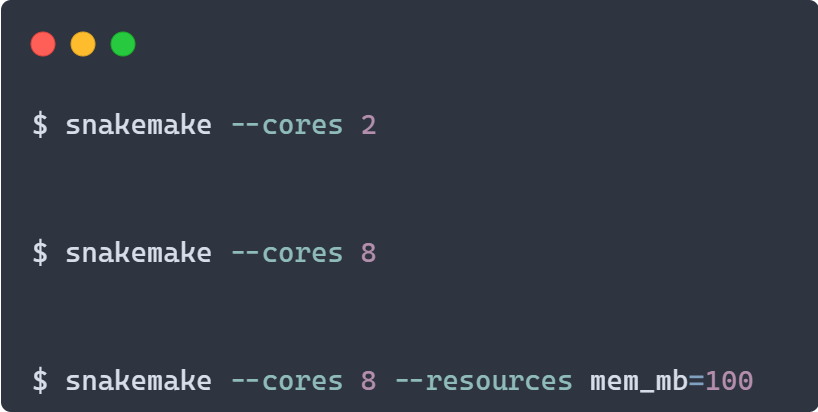 $ snakemake --cores 2
$ snakemake --cores 8
$ snakemake --cores 8 --resources mem_mb=100